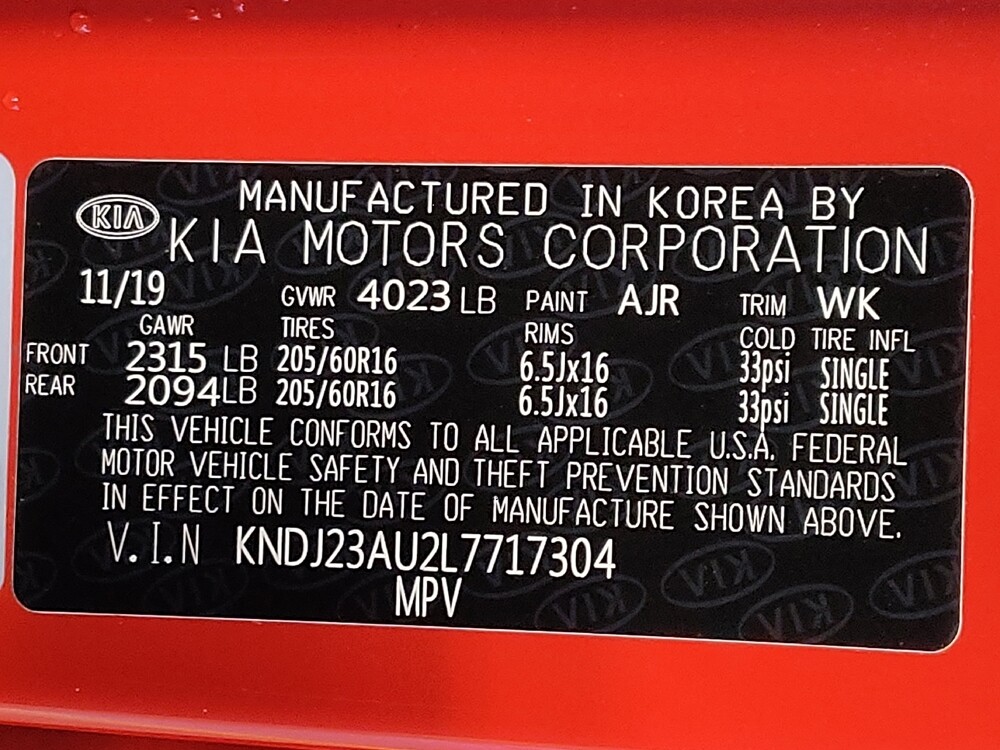 KIA
MANUFACTURED IN KOREA BY
KIA MOTORS CORPORATION
11/19 GVWR 4023 LB PAINT AJR TRIM WK
GAWR TIRES RIMS COLD TIRE INFL
FRONT 2315 LB 205/60R16 6.5Jx16 33psi SINGLE
REAR 2094 LB 205/60R16 6.5Jx16 33psi SINGLE
THIS VEHICLE CONFORMS TO ALL APPLICABLE U.S.A. FEDERAL
MOTOR VEHICLE SAFETY AND THEFT PREVENTION STANDARDS
IN EFFECT ON THE DATE OF MANUFACTURE SHOWN ABOVE.
V.I.N KNDJ23AU2L7717304
MPV